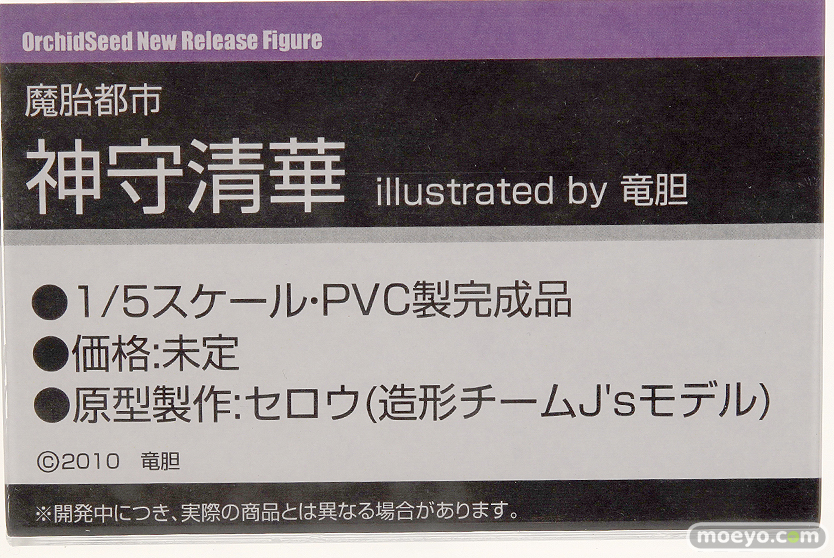 OrchidSeed New Release Figure
魔胎都市
神守清華 illustrated by 竜胆
●1/5スケール・PVC製完成品
●価格:未定
●原型製作:セロウ(造形チームJ'sモデル)
©2010 竜胆
※開発中につき、実際の商品とは異なる場合があります。
moeyo.com